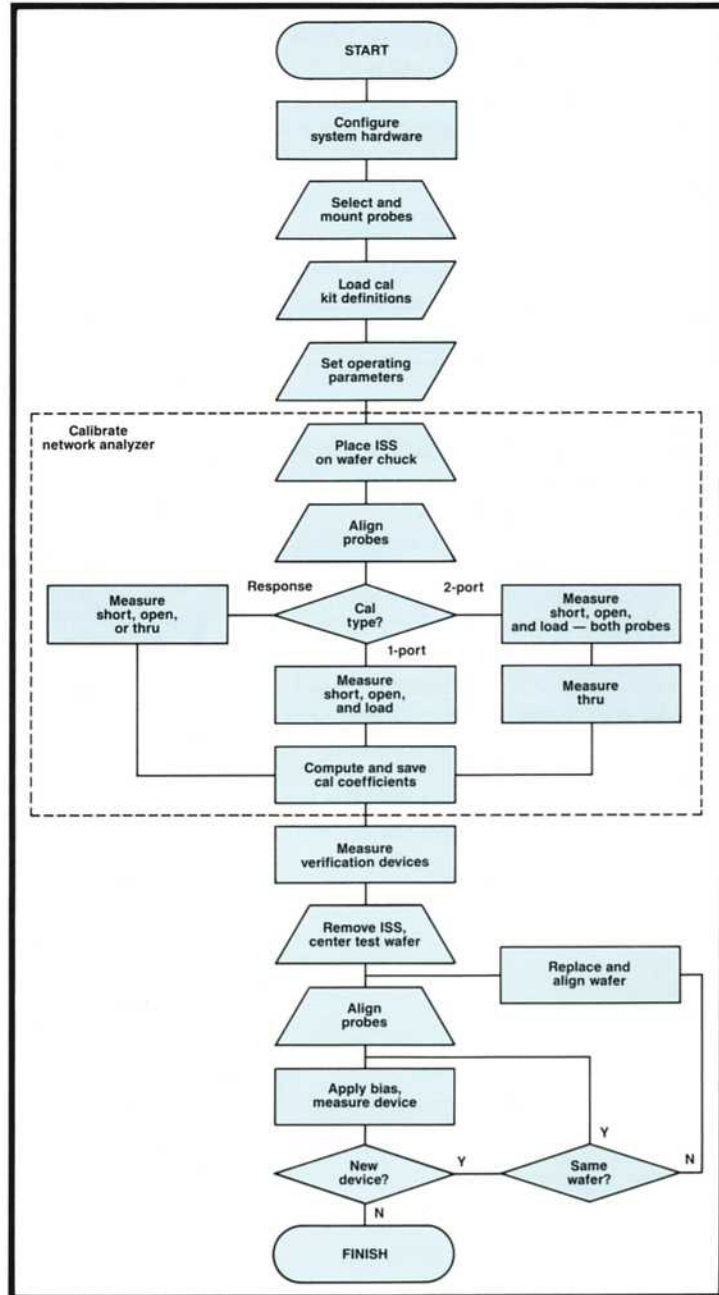 START
Configure
system hardware
Select and
mount probes
Load cal
kit definitions
Set operating
parameters
Calibrate
network analyzer
Place ISS
on wafer chuck
Align
probes
Response
2-port
Measure
short, open,
or thru
Cal
type?
Measure
short, open,
and load — both probes
1-port
Measure
short, open,
and load
Measure
thru
Compute and save
cal coefficients
Measure
verification devices
Remove ISS,
center test wafer
Replace and
align wafer
Align
probes
Apply bias,
measure device
Y
N
New
device?
Y
Same
wafer?
N
FINISH